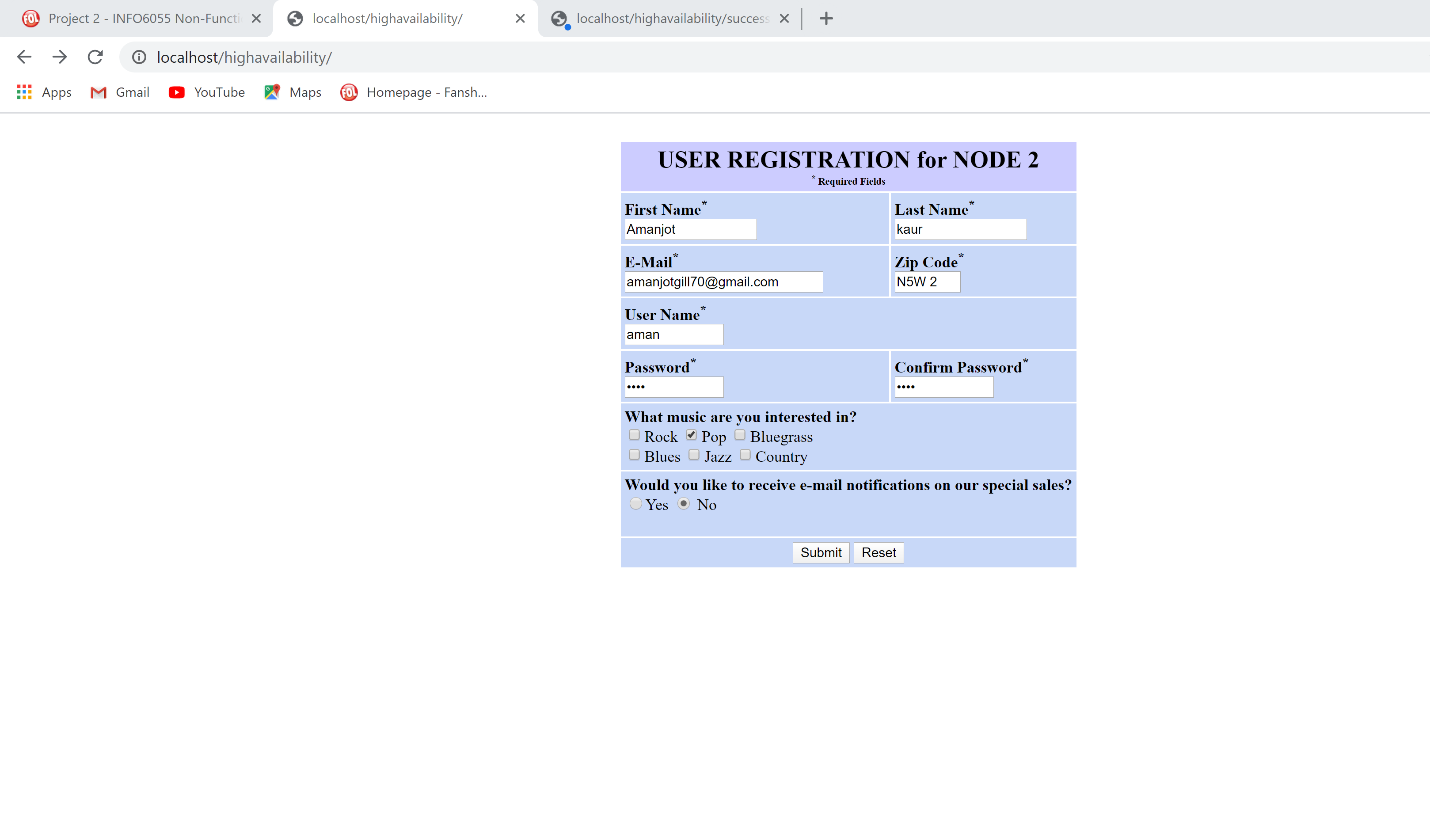 Project 2 - INFO6055 Non-Functi
localhost/highavailability/
localhost/highavailability/success
localhost/highavailability/
Apps Gmail YouTube Maps Homepage - Fansh...
USER REGISTRATION for NODE 2
* Required Fields
First Name* Last Name*
Amanjot kaur
E-Mail* Zip Code*
amanjotgill70@gmail.com N5W 2
User Name*
aman
Password* Confirm Password*
•••• ••••
What music are you interested in?
Rock Pop Bluegrass
Blues Jazz Country
Would you like to receive e-mail notifications on our special sales?
Yes No
Submit Reset